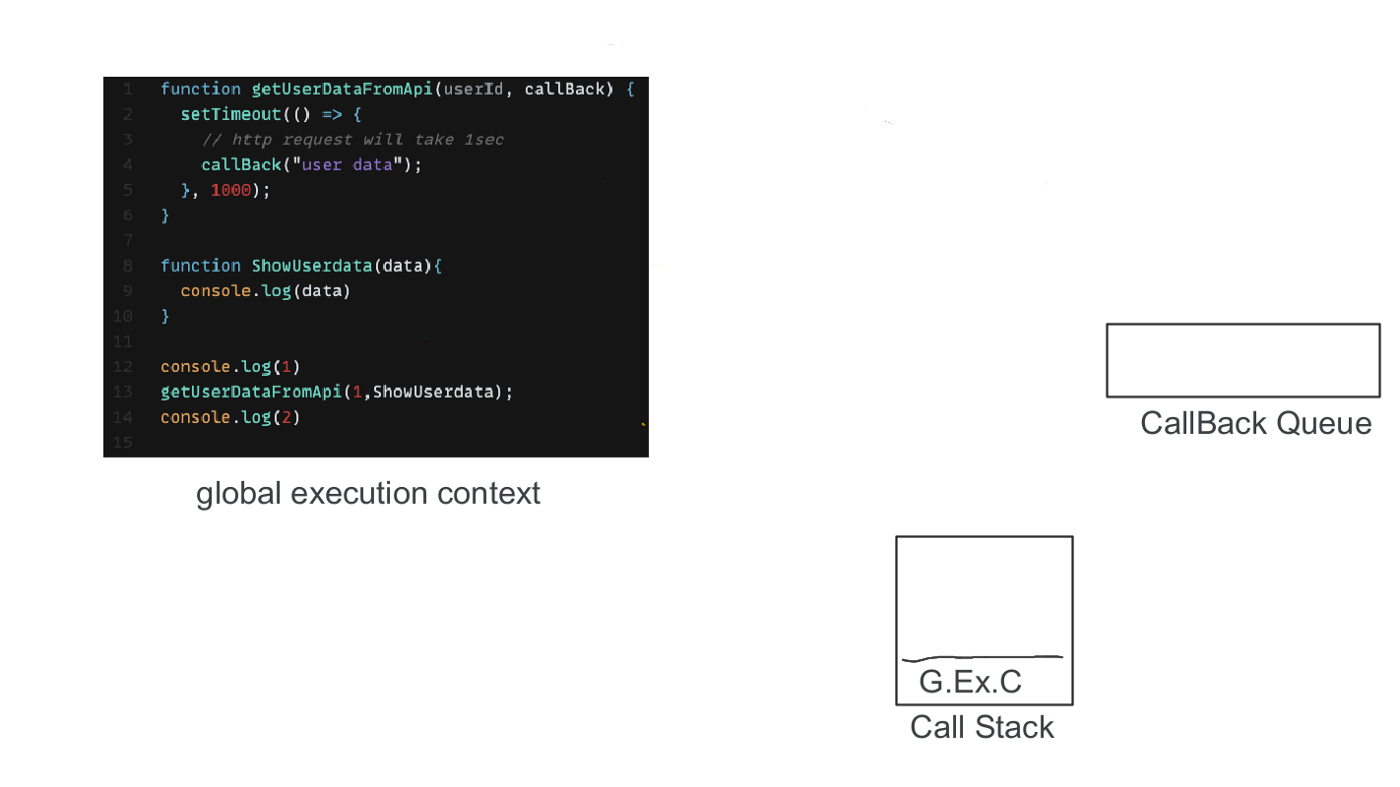 1 function getUserDataFromApi(userId, callBack) {
2 setTimeout(() => {
3 // http request will take 1sec
4 callBack("user data");
5 }, 1000);
6 }
7
8 function ShowUserdata(data){
9 console.log(data)
10 }
11
12 console.log(1)
13 getUserDataFromApi(1,ShowUserdata);
14 console.log(2)
15
global execution context
CallBack Queue
G.Ex.C
Call Stack